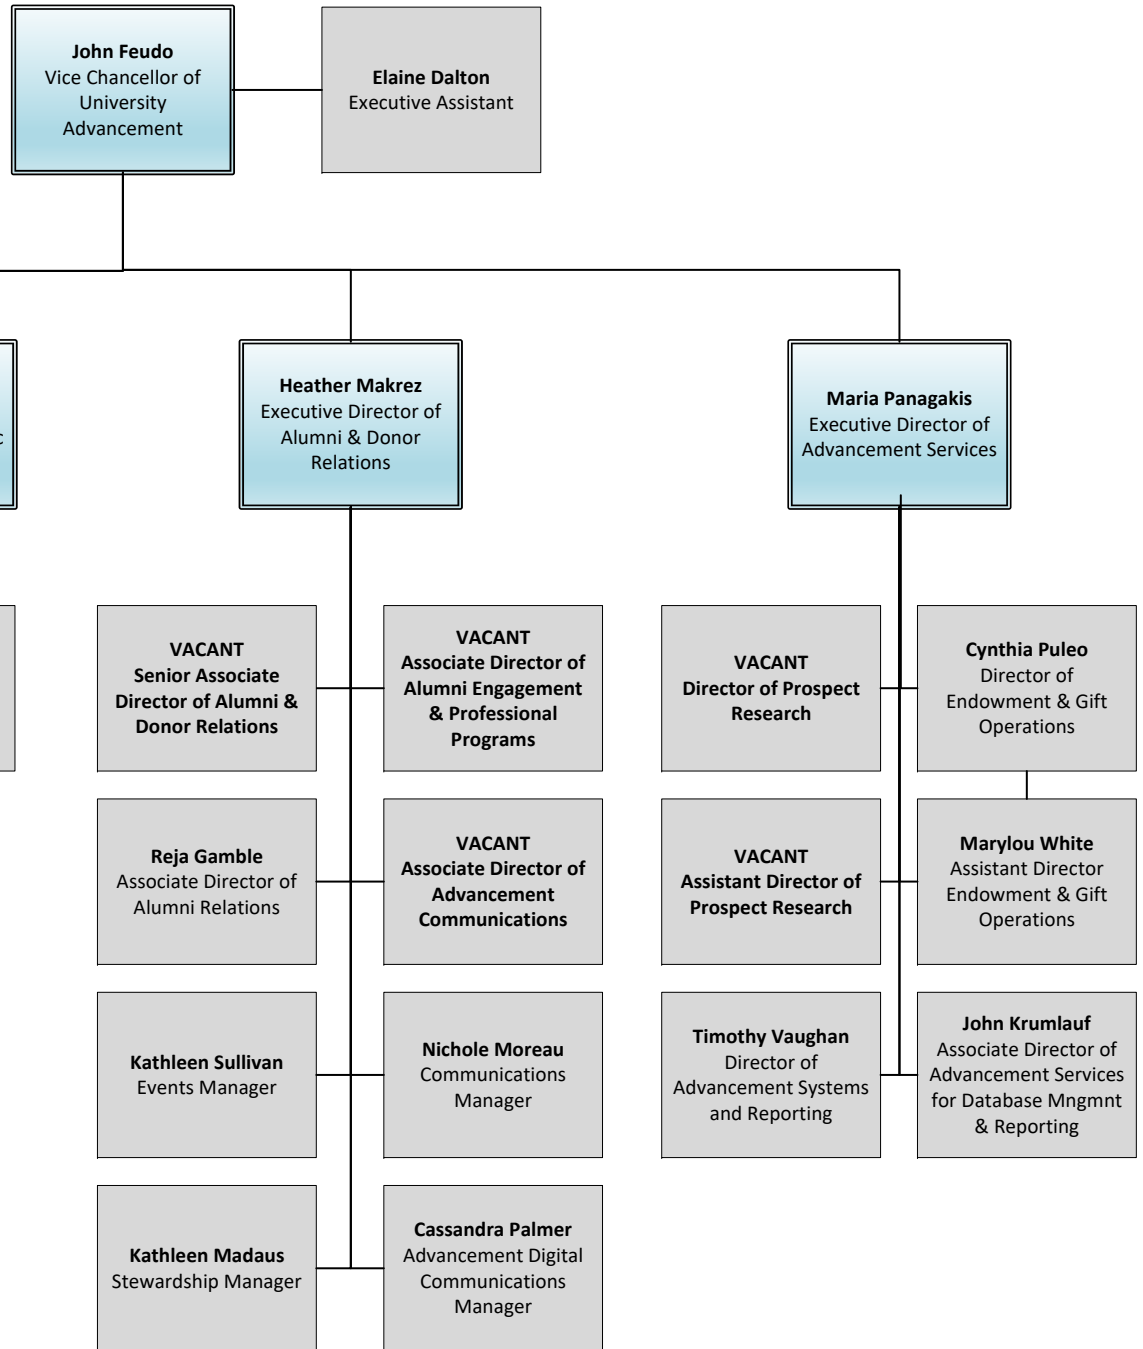 John Feudo
Vice Chancellor of
University
Advancement
Elaine Dalton
Executive Assistant
c
Heather Makrez
Executive Director of
Alumni & Donor
Relations
Maria Panagakis
Executive Director of
Advancement Services
VACANT
Senior Associate
Director of Alumni &
Donor Relations
VACANT
Associate Director of
Alumni Engagement
& Professional
Programs
VACANT
Director of Prospect
Research
Cynthia Puleo
Director of
Endowment & Gift
Operations
Reja Gamble
Associate Director of
Alumni Relations
VACANT
Associate Director of
Advancement
Communications
VACANT
Assistant Director of
Prospect Research
Marylou White
Assistant Director
Endowment & Gift
Operations
Kathleen Sullivan
Events Manager
Nichole Moreau
Communications
Manager
Timothy Vaughan
Director of
Advancement Systems
and Reporting
John Krumlauf
Associate Director of
Advancement Services
for Database Mngmnt
& Reporting
Kathleen Madaus
Stewardship Manager
Cassandra Palmer
Advancement Digital
Communications
Manager